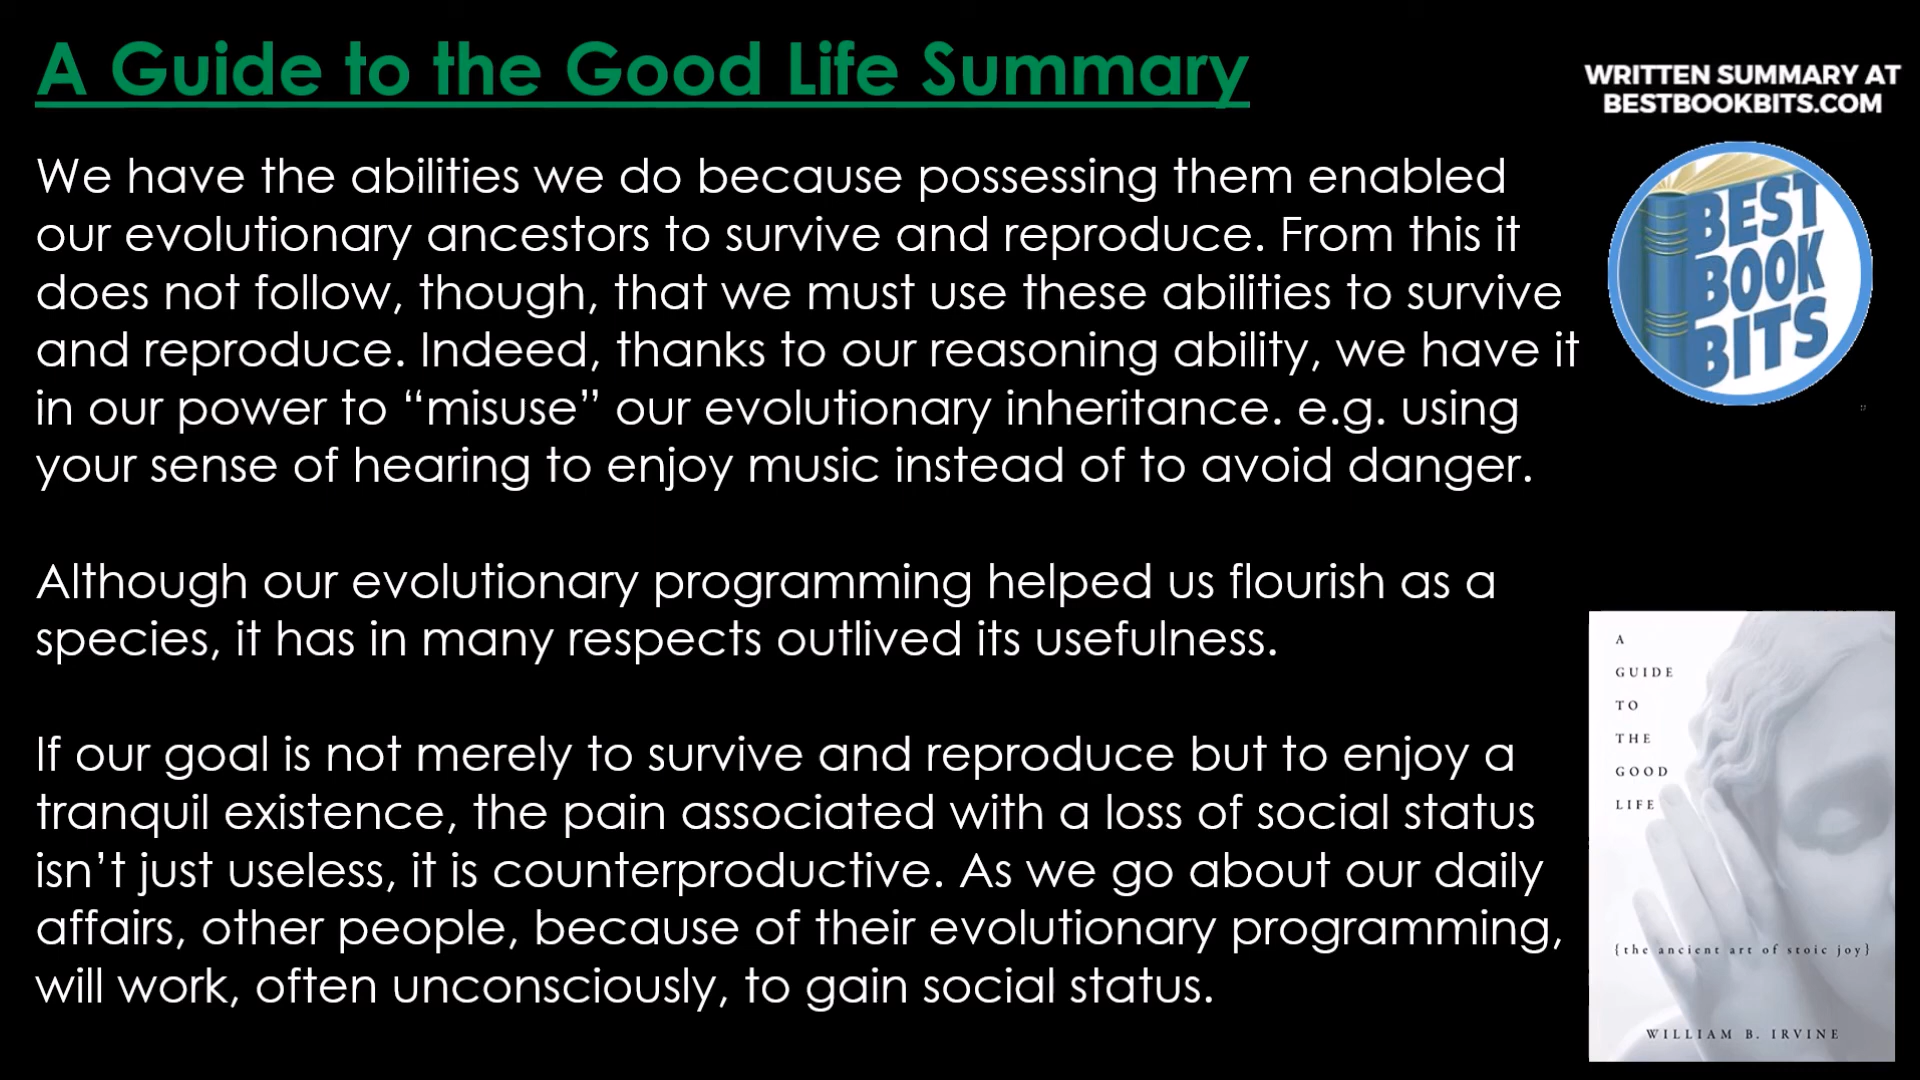 A Guide to the Good Life Summary
We have the abilities we do because possessing them enabled
our evolutionary ancestors to survive and reproduce. From this it
does not follow, though, that we must use these abilities to survive
and reproduce. Indeed, thanks to our reasoning ability, we have it
in our power to “misuse” our evolutionary inheritance. e.g. using
your sense of hearing to enjoy music instead of to avoid danger.
Although our evolutionary programming helped us flourish as a
species, it has in many respects outlived its usefulness.
If our goal is not merely to survive and reproduce but to enjoy a
tranquil existence, the pain associated with a loss of social status
isn’t just useless, it is counterproductive. As we go about our daily
affairs, other people, because of their evolutionary programming,
will work, often unconsciously, to gain social status.
WRITTEN SUMMARY AT
BESTBOOKBITS.COM
BEST
BOOK
BITS
A
GUIDE
TO
THE
GOOD
LIFE
{the ancient art of stoic joy}
WILLIAM B. IRVINE